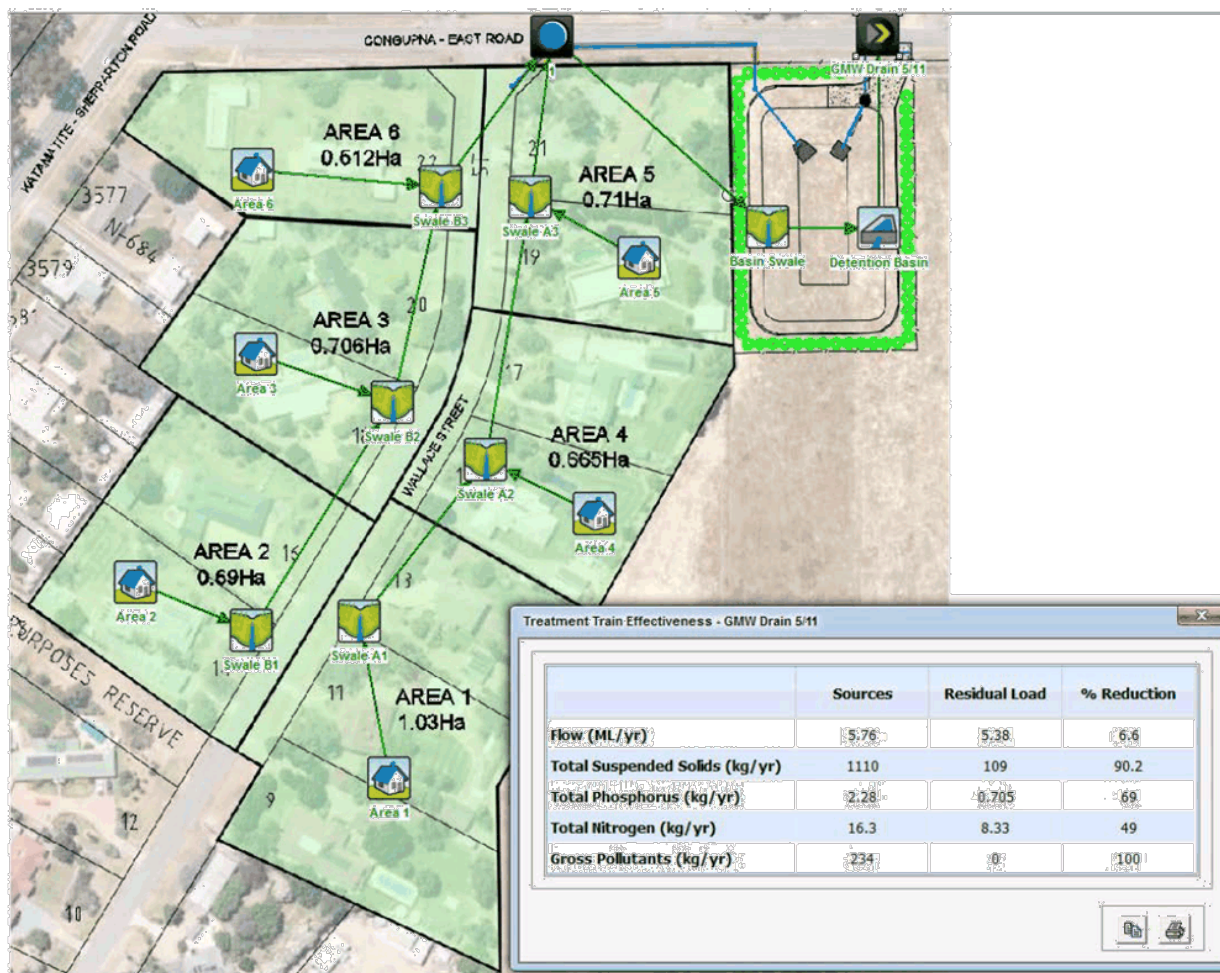 CONGUPNA - EAST ROAD
KATAMATITE - SHEPPARTON ROAD
1
GMW Drain 5/11
AREA 6
0.612Ha
22
Area 6
Swale B3
21
AREA 5
0.71Ha
Swale A3
19
Area 5
Basin Swale
Detention Basin
3577
N-684
3579
AREA 3
0.706Ha
20
Area 3
Swale B2
17
WALLACE STREET
AREA 4
0.665Ha
Swale A2
Area 4
AREA 2
0.69Ha
16
Area 2
Swale B1
13
Swale A1
PURPOSES RESERVE
11
AREA 1
1.03Ha
9
Area 1
12
10
Treatment Train Effectiveness - GMW Drain 5/11
Sources Residual Load % Reduction
Flow (ML/yr) 5.76 5.38 6.6
Total Suspended Solids (kg/yr) 1110 109 90.2
Total Phosphorus (kg/yr) 2.28 0.705 69
Total Nitrogen (kg/yr) 16.3 8.33 49
Gross Pollutants (kg/yr) 234 0 100